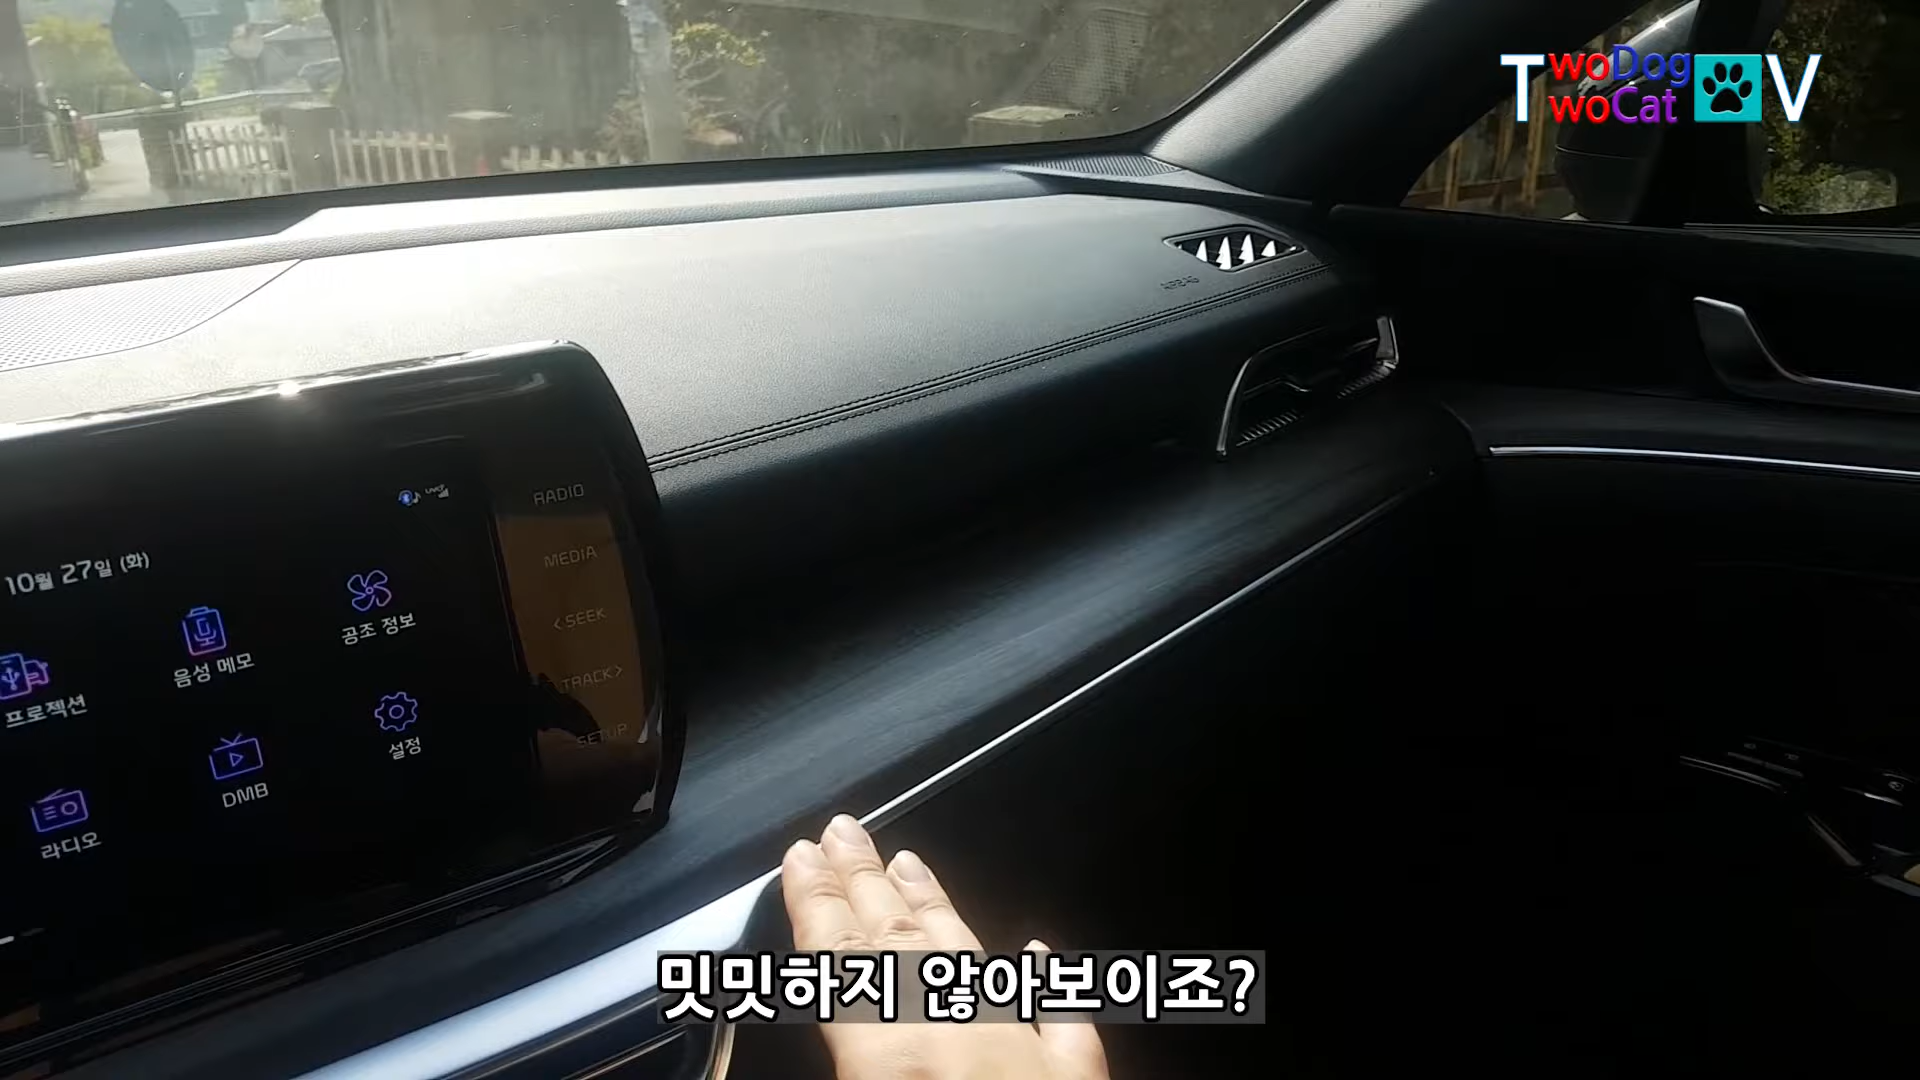 TwoDog
TwoCat V
AIRBAG
RADIO
MEDIA
< SEEK
TRACK >
SETUP
10월 27일 (화)
공조 정보
음성 메모
프로젝션
설정
DMB
라디오
밋밋하지 않아보이죠?